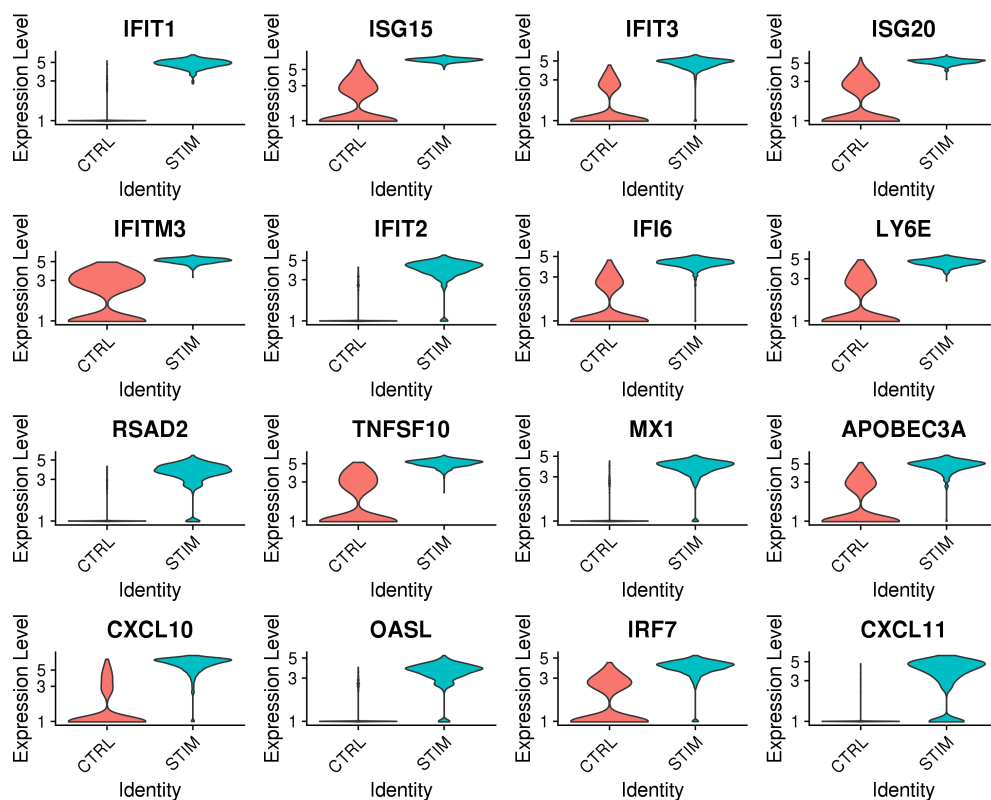 IFIT1 ISG15 IFIT3 ISG20
Expression Level Expression Level Expression Level Expression Level
5 5 5 5
3 3 3 3
1 1 1 1
CTRL STIM CTRL STIM CTRL STIM CTRL STIM
Identity Identity Identity Identity
IFITM3 IFIT2 IFI6 LY6E
Expression Level Expression Level Expression Level Expression Level
5 5 5 5
3 3 3 3
1 1 1 1
CTRL STIM CTRL STIM CTRL STIM CTRL STIM
Identity Identity Identity Identity
RSAD2 TNFSF10 MX1 APOBEC3A
Expression Level Expression Level Expression Level Expression Level
5 5 5 5
3 3 3 3
1 1 1 1
CTRL STIM CTRL STIM CTRL STIM CTRL STIM
Identity Identity Identity Identity
CXCL10 OASL IRF7 CXCL11
Expression Level Expression Level Expression Level Expression Level
5 5 5 5
3 3 3 3
1 1 1 1
CTRL STIM CTRL STIM CTRL STIM CTRL STIM
Identity Identity Identity Identity